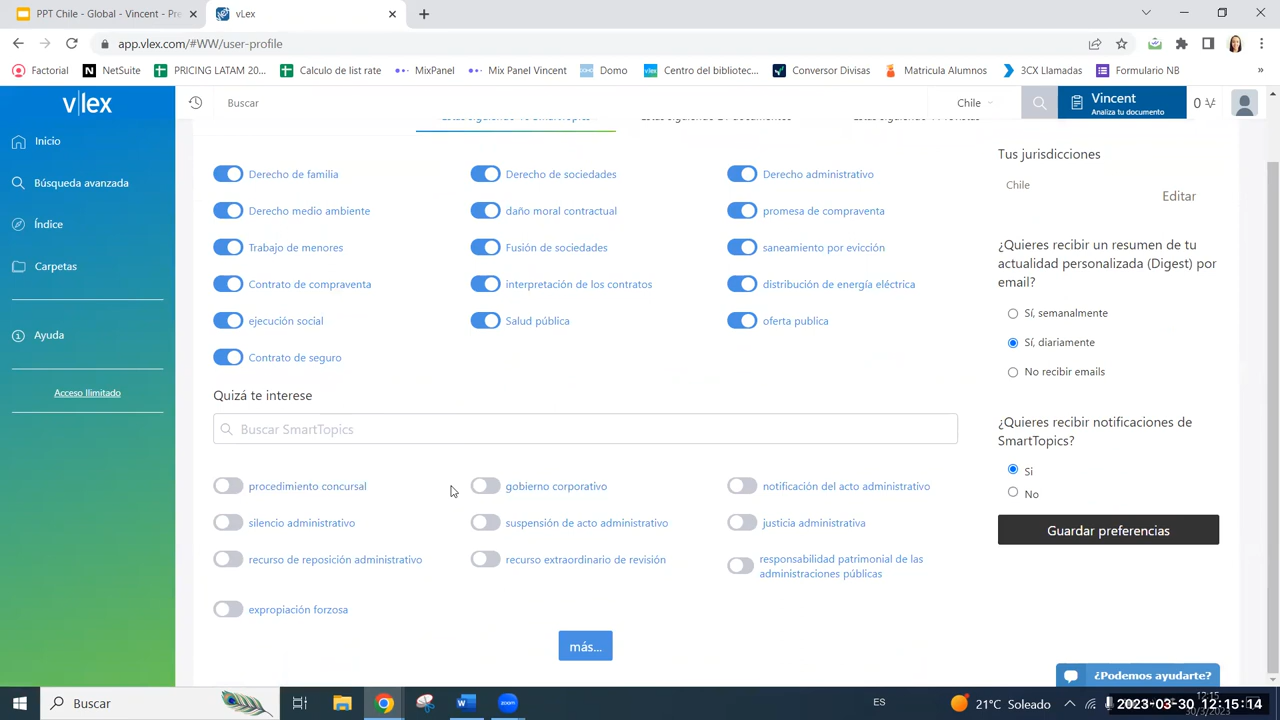 PPT Chile - Global - Vincent - Pre
vLex
app.vlex.com/#WW/user-profile
Factorial
NetSuite
PRICING LATAM 20...
Calculo de list rate
MixPanel
Mix Panel Vincent
Domo
Centro del bibliotec...
Conversor Divisas
Matricula Alumnos
3CX Llamadas
Formulario NB
»
v|lex
Buscar
Chile
Vincent
Analiza tu documento
0
Inicio
Búsqueda avanzada
Índice
Carpetas
Ayuda
Acceso Ilimitado
Derecho de familia
Derecho de sociedades
Derecho administrativo
Derecho medio ambiente
daño moral contractual
promesa de compraventa
Trabajo de menores
Fusión de sociedades
saneamiento por evicción
Contrato de compraventa
interpretación de los contratos
distribución de energía eléctrica
ejecución social
Salud pública
oferta publica
Contrato de seguro
Quizá te interese
Buscar SmartTopics
procedimiento concursal
gobierno corporativo
notificación del acto administrativo
silencio administrativo
suspensión de acto administrativo
justicia administrativa
recurso de reposición administrativo
recurso extraordinario de revisión
responsabilidad patrimonial de las
administraciones públicas
expropiación forzosa
más...
Tus jurisdicciones
Chile
Editar
¿Quieres recibir un resumen de tu
actualidad personalizada (Digest) por
email?
Sí, semanalmente
Sí, diariamente
No recibir emails
¿Quieres recibir notificaciones de
SmartTopics?
Si
No
Guardar preferencias
¿Podemos ayudarte?
Buscar
ES
21°C Soleado
12:15
30/3/2023
2023-03-30 12:15:14